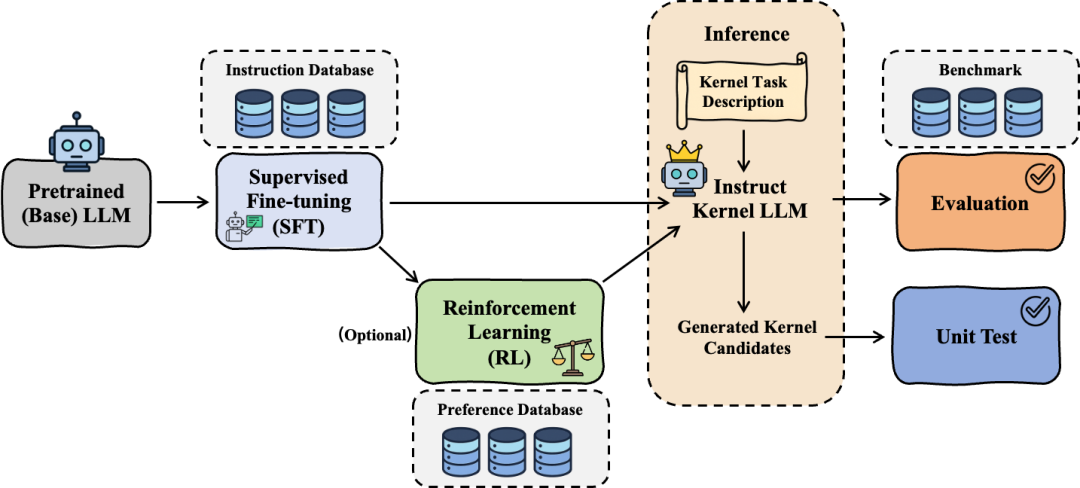 Instruction Database
Pretrained
(Base) LLM
Supervised
Fine-tuning
(SFT)
(Optional)
Reinforcement
Learning
(RL)
Preference Database
Inference
Kernel Task
Description
Instruct
Kernel LLM
Generated Kernel
Candidates
Benchmark
Evaluation
Unit Test